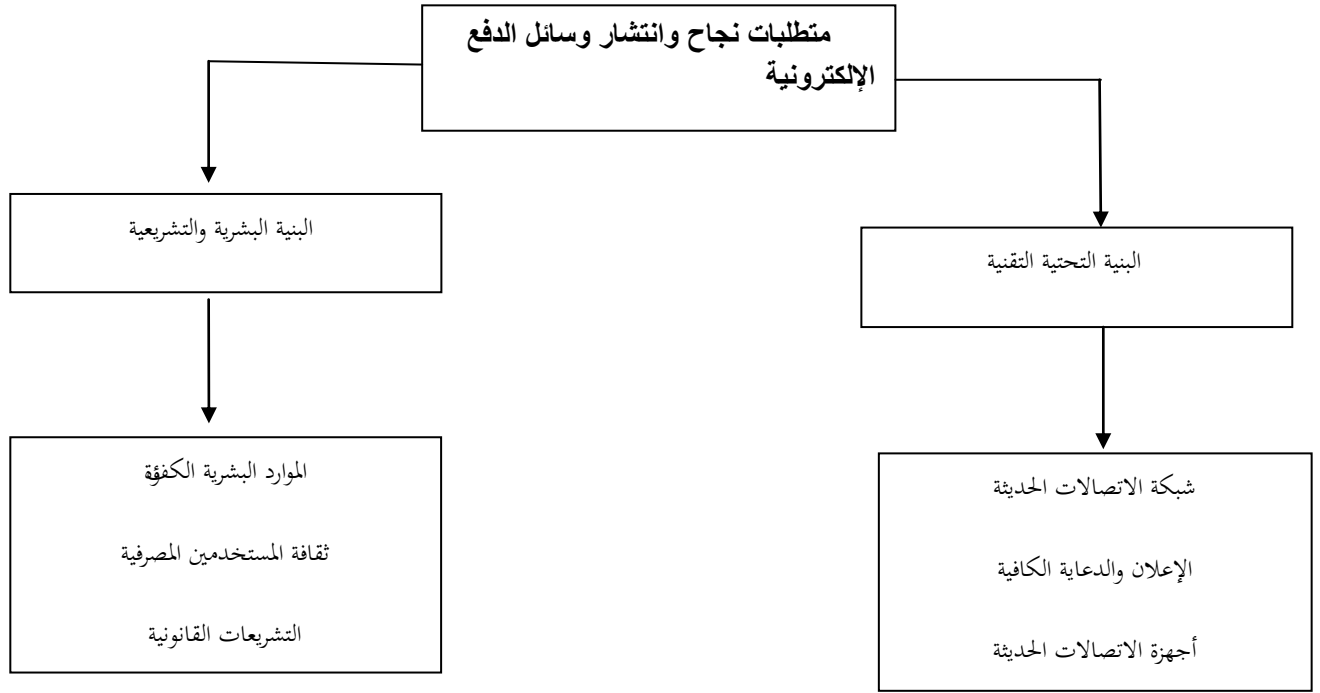 متطلبات نجاح وانتشار وسائل الدفع
الإلكترونية
البنية التحتية التقنية
شبكة الاتصالات الحديثة
الإعلان والدعاية الكافية
أجهزة الاتصالات الحديثة
البنية البشرية والتشريعية
الموارد البشرية الكفؤة
ثقافة المستخدمين المصرفية
التشريعات القانونية